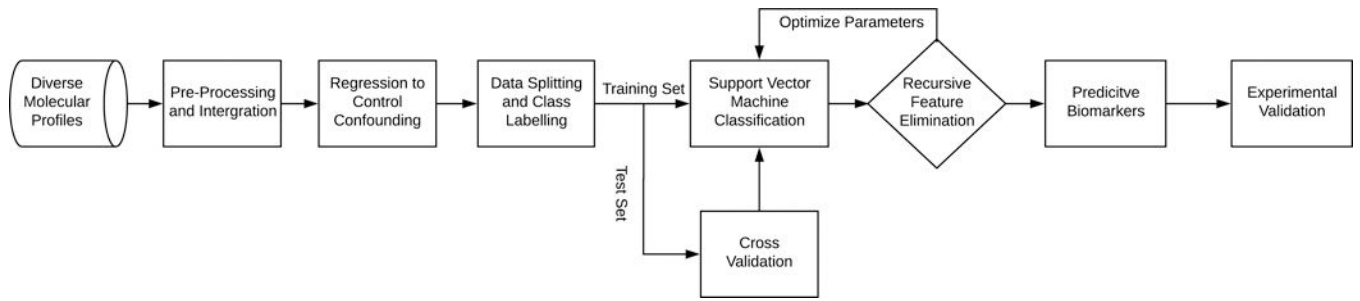 Optimize Parameters
Diverse
Molecular
Profiles
Pre-Processing
and Intergration
Regression to
Control
Confounding
Data Splitting
and Class
Labelling
Training Set
Support Vector
Machine
Classification
Recursive
Feature
Elimination
Predicitve
Biomarkers
Experimental
Validation
Test Set
Cross
Validation